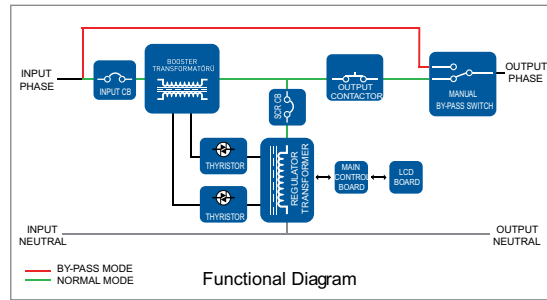 BOOSTER
TRANSFORMATÖRÜ
INPUT
PHASE
INPUT CB
SCR CB
OUTPUT
CONTACTOR
MANUAL
BY-PASS SWITCH
OUTPUT
PHASE
THYRISTOR
THYRISTOR
REGULATOR
TRANSFORMER
MAIN
CONTROL
BOARD
LCD
BOARD
INPUT
NEUTRAL
OUTPUT
NEUTRAL
BY-PASS MODE
NORMAL MODE
Functional Diagram